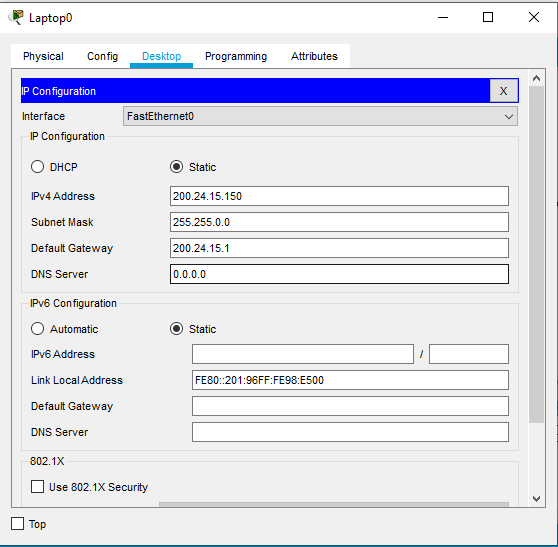 Laptop0
Physical Config Desktop Programming Attributes
IP Configuration X
Interface FastEthernet0
IP Configuration
DHCP Static
IPv4 Address 200.24.15.150
Subnet Mask 255.255.0.0
Default Gateway 200.24.15.1
DNS Server 0.0.0.0
IPv6 Configuration
Automatic Static
IPv6 Address /
Link Local Address FE80::201:96FF:FE98:E500
Default Gateway
DNS Server
802.1X
Use 802.1X Security
Top